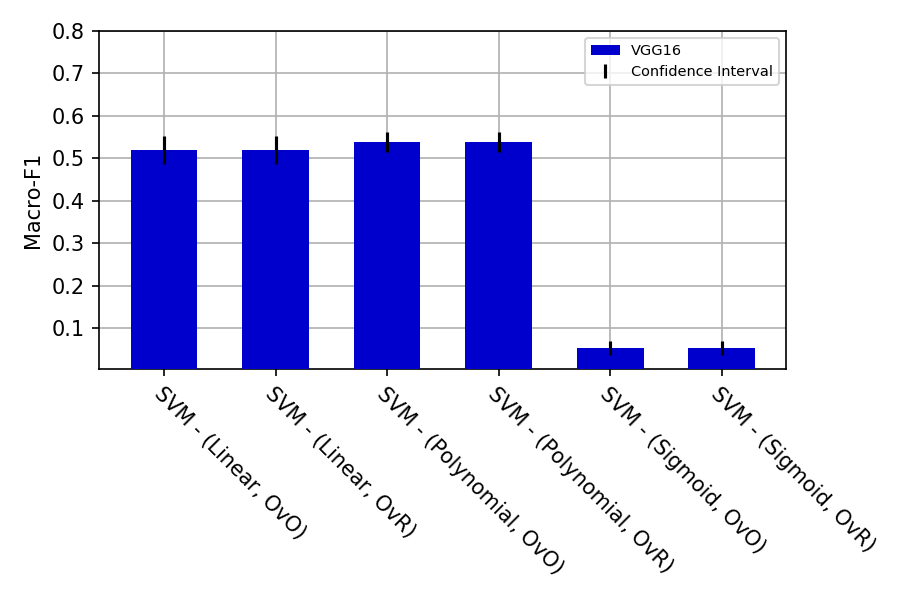 0.8
0.7
0.6
0.5
0.4
0.3
0.2
0.1
Macro-F1
VGG16
Confidence Interval
SVM - (Linear, OvO)
SVM - (Linear, OvR)
SVM - (Polynomial, OvO)
SVM - (Polynomial, OvR)
SVM - (Sigmoid, OvO)
SVM - (Sigmoid, OvR)